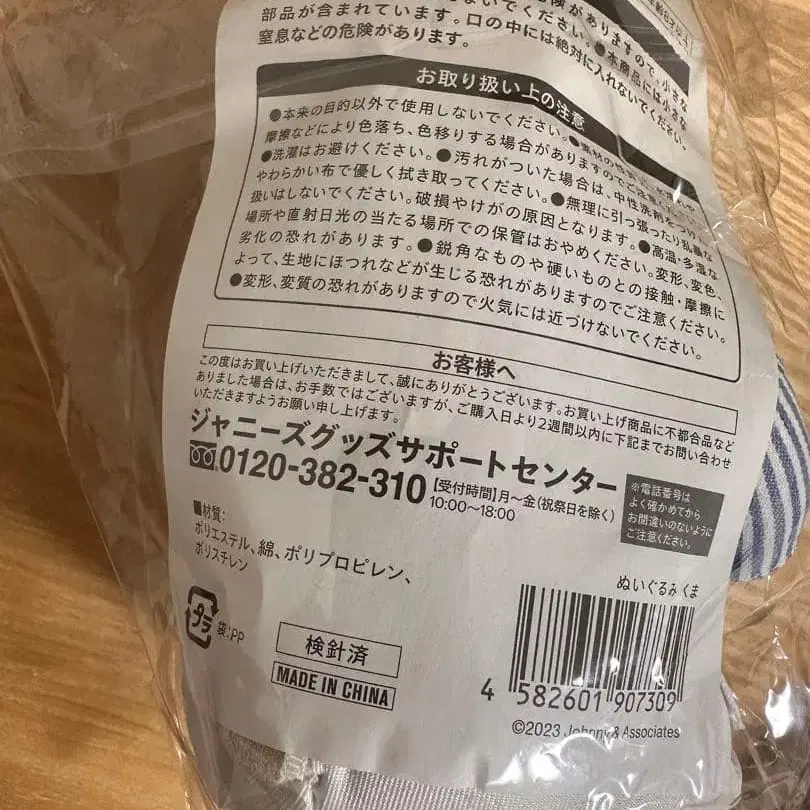 部品が含まれています。口の中には絶対に入れないでください。
窒息などの危険があります。
お取り扱い上の注意
●本来の目的以外で使用しないでください。
摩擦などにより色落ち、色移りする場合がありますのでご注意
●洗濯はお避けください。●汚れがついた場合は、中性洗剤をつけ
やわらかい布で優しく拭き取ってください。●無理に引っ張ったり乱暴な
扱いはしないでください。破損やけがの原因となります。●高温・多湿な
場所や直射日光の当たる場所での保管はおやめください。変形、変色、
劣化の恐れがあります。●鋭角なものや硬いものとの接触・摩擦に
よって、生地にほつれなどが生じる恐れがありますのでご注意ください。
●変形、変質の恐れがありますので火気には近づけないでください。
お客様へ
この度はお買い上げいただきまして、誠にありがとうございます。お買い上げ商品に不都合品など
ありました場合は、お手数ではございますが、ご購入日より2週間以内に下記までお問い合わせ
いただきますようお願い申し上げます。
ジャニーズグッズサポートセンター
0120-382-310 【受付時間】月~金(祝祭日を除く)
10:00~18:00
※電話番号は
よく確かめてから
お間違いのないように
ご注意ください。
■材質:
ポリエステル、綿、ポリプロピレン、
ポリスチレン
ぬいぐるみ くま
プラ 袋:PP
検針済
MADE IN CHINA
4 582601 907309
©2023 Johnny & Associates